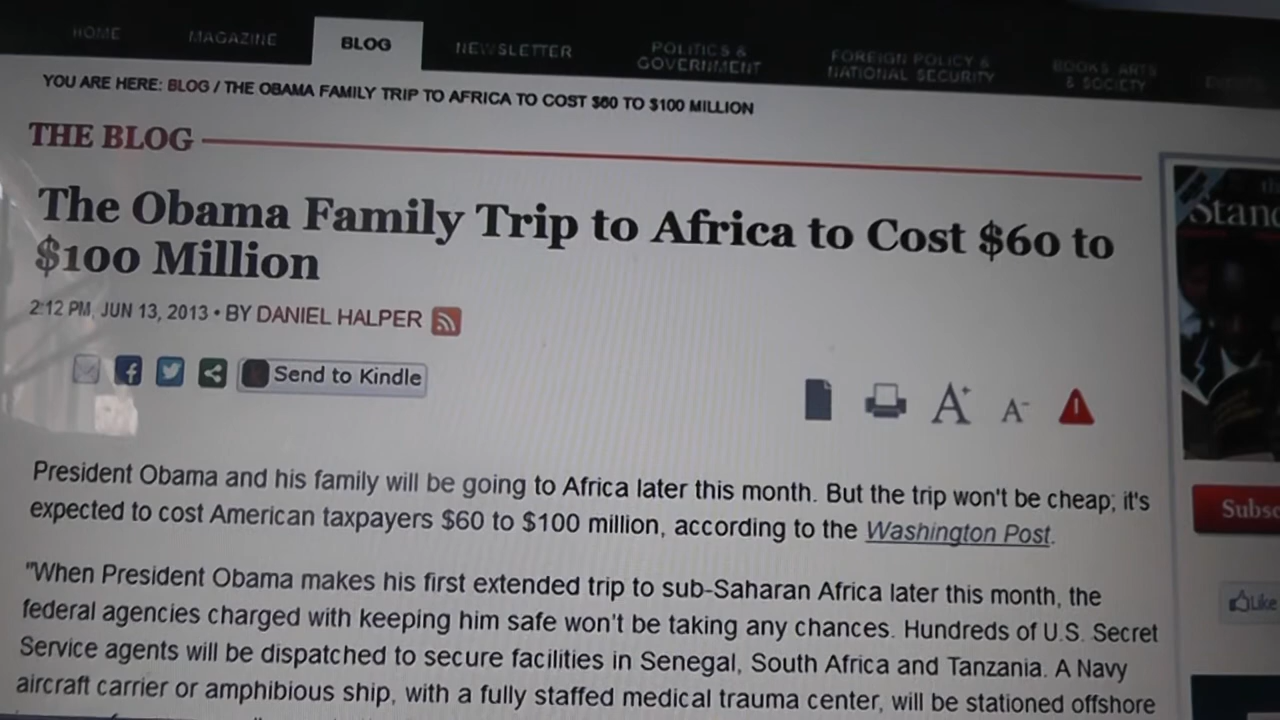 HOME MAGAZINE BLOG NEWSLETTER POLITICS & GOVERNMENT FOREIGN POLICY & NATIONAL SECURITY BOOKS, ARTS & SOCIETY
YOU ARE HERE: BLOG / THE OBAMA FAMILY TRIP TO AFRICA TO COST $60 TO $100 MILLION
THE BLOG
The Obama Family Trip to Africa to Cost $60 to
$100 Million
2:12 PM, JUN 13, 2013 • BY DANIEL HALPER
Send to Kindle
A+ A-
President Obama and his family will be going to Africa later this month. But the trip won't be cheap; it's
expected to cost American taxpayers $60 to $100 million, according to the Washington Post.
"When President Obama makes his first extended trip to sub-Saharan Africa later this month, the
federal agencies charged with keeping him safe won't be taking any chances. Hundreds of U.S. Secret
Service agents will be dispatched to secure facilities in Senegal, South Africa and Tanzania. A Navy
aircraft carrier or amphibious ship, with a fully staffed medical trauma center, will be stationed offshore
Stand
Subsc
Like